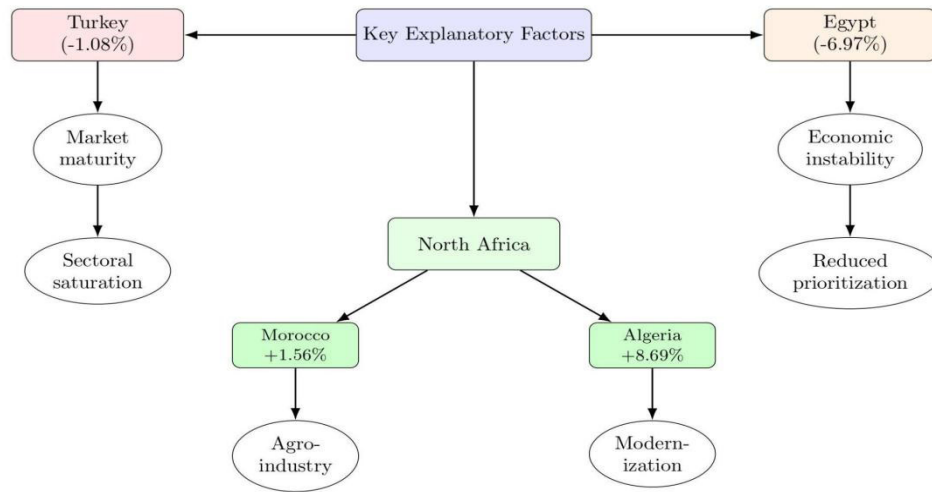 Turkey
(-1.08%)
Key Explanatory Factors
Egypt
(-6.97%)
Market
maturity
Economic
instability
Sectoral
saturation
North Africa
Reduced
prioritization
Morocco
+1.56%
Algeria
+8.69%
Agro-
industry
Modern-
ization